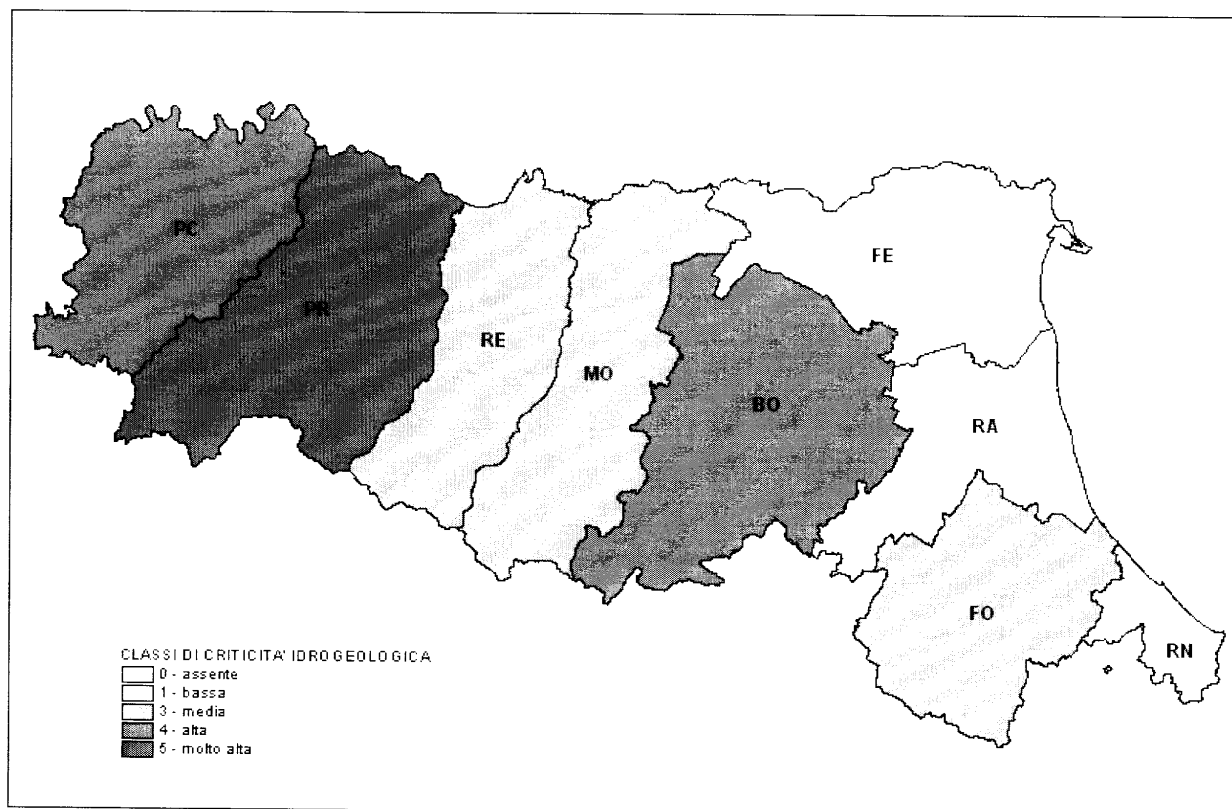 PC
PR
RE
MO
FE
BO
RA
FO
RN
CLASSI DI CRITICITA' IDROGEOLOGICA
0 - assente
1 - bassa
3 - media
4 - alta
5 - molto alta